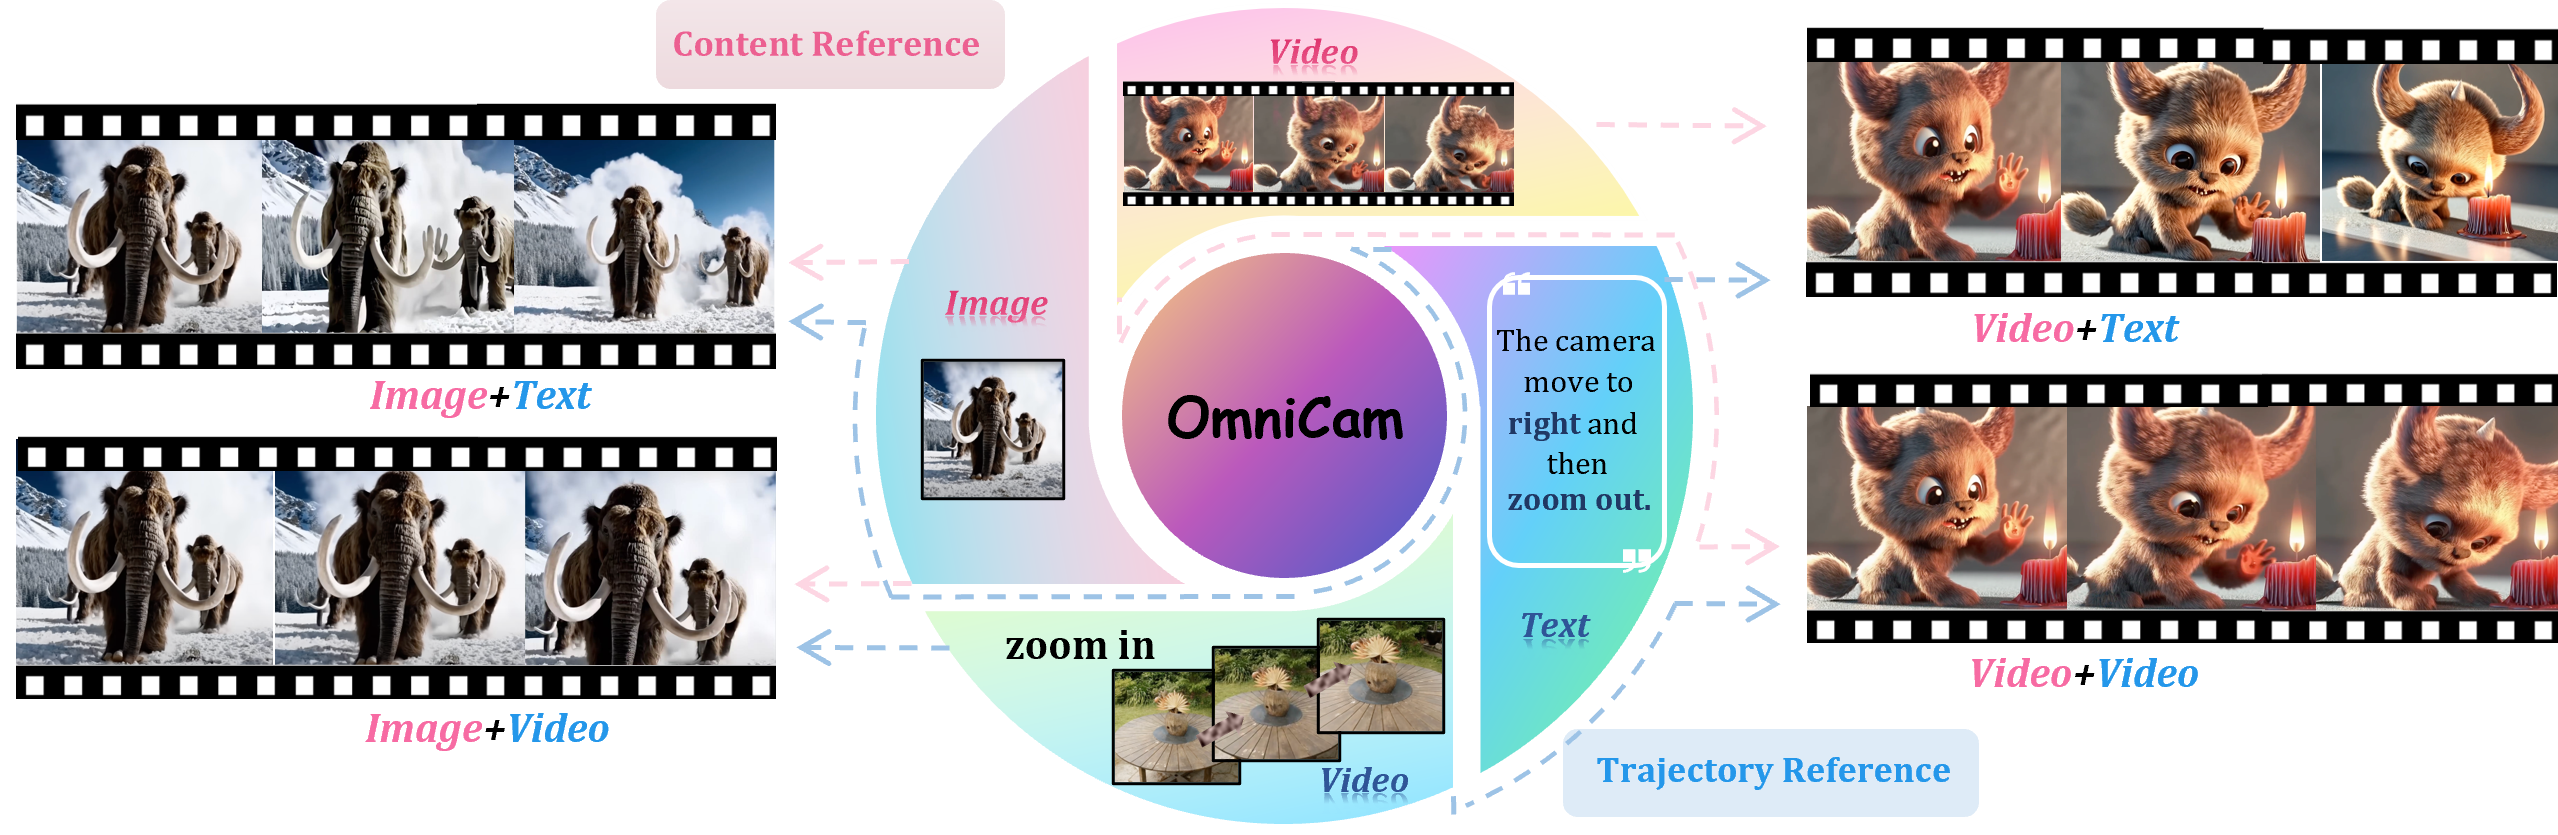 Content Reference
Video
Image+Text
Image+Video
Image
OmniCam
“
The camera
move to
right and
then
zoom out.
”
Text
zoom in
Video
Video+Text
Video+Video
Trajectory Reference